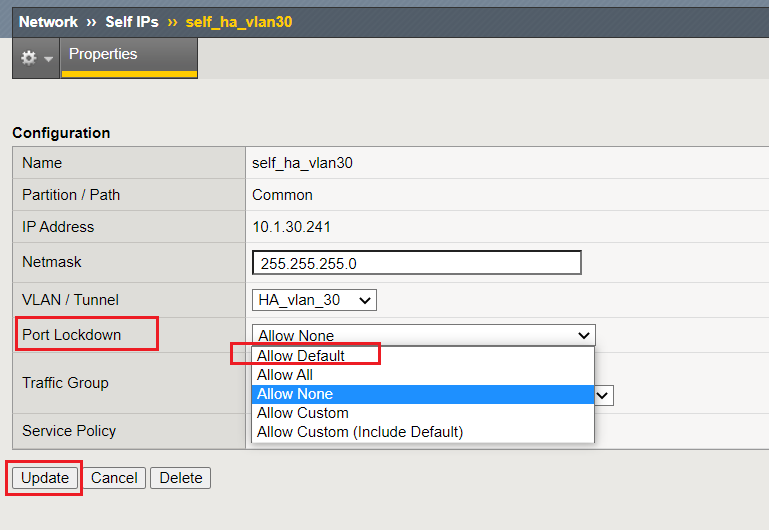 Network ›› Self IPs ›› self_ha_vlan30
Properties
Configuration
Name self_ha_vlan30
Partition / Path Common
IP Address 10.1.30.241
Netmask 255.255.255.0
VLAN / Tunnel HA_vlan_30
Port Lockdown Allow None
Allow Default
Allow All
Traffic Group
Allow None
Allow Custom
Service Policy Allow Custom (Include Default)
Update Cancel Delete